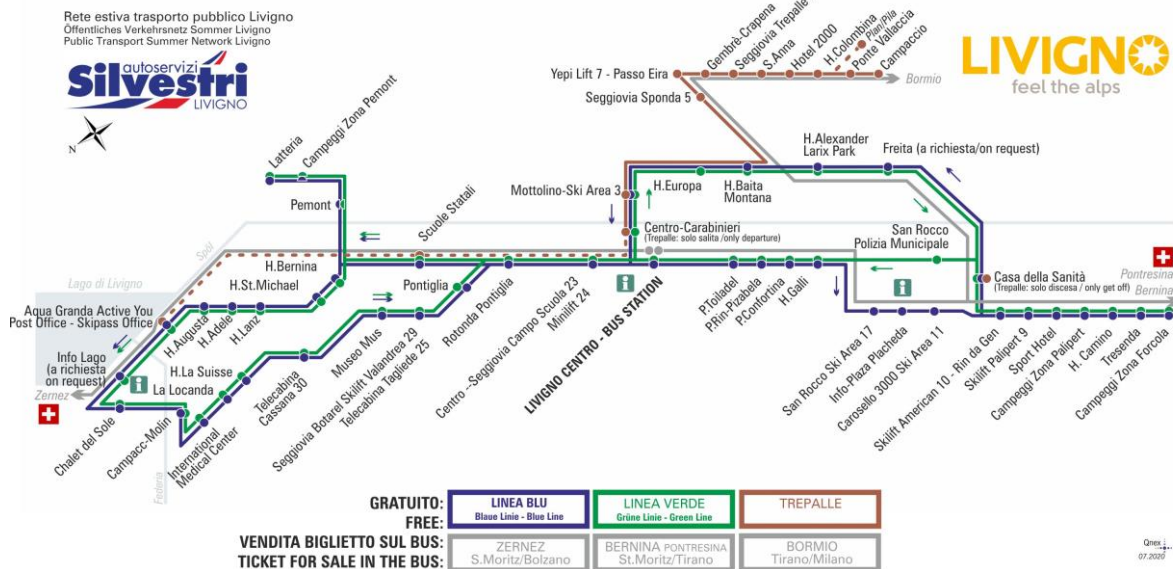 Rete estiva trasporto pubblico Livigno
Öffentliches Verkehrsnetz Sommer Livigno
Public Transport Summer Network Livigno
autoservizi
Silvestri
LIVIGNO
N
LIVIGNO
feel the alps
Gembrè-Crapena
Seggiovia Trepalle
S.Anna
Hotel 2000
H.Colombina
Plan/Pila
Ponte Vallaccia
Campaccio
Yepi Lift 7 - Passo Eira
Bormio
Seggiovia Sponda 5
Latteria
Campeggi Zona Pemont
Pemont
Scuole Statali
Mottolino-Ski Area 3
H.Europa
H.Baita
Montana
H.Alexander
Larix Park
Freita (a richiesta/on request)
Centro-Carabinieri
(Trepalle: solo salita /only departure)
San Rocco
Polizia Municipale
Casa della Sanità
(Trepalle: solo discesa / only get off)
Pontresina
Bernina
Spöl
Lago di Livigno
H.Bernina
H.St.Michael
Aqua Granda Active You
Post Office - Skipass Office
H.Augusta
H.Adele
H.Lanz
Info Lago
(a richiesta
on request)
Zernez
i
La Locanda
H.La Suisse
Chalet del Sole
Campacc-Molin
Federia
International
Medical Center
Telecabina
Cassana 30
Museo Mus
Seggiovia Botarel Skilift Valandrea 29
Telecabina Tagliede 25
Pontiglia
Rotonda Pontiglia
Centro -Seggiovia Campo Scuola 23
Minilift 24
i
LIVIGNO CENTRO - BUS STATION
P.Toiladel
P.Rin-Pizabela
P.Confortina
H.Galli
i
San Rocco Ski Area 17
Info-Plaza Placheda
Carosello 3000 Ski Area 11
Skilift American 10 - Rin da Gen
Skilift Palipert 9
Sport Hotel
Campeggi Zona Palipert
H. Camino
Tresenda
Campeggi Zona Forcola
GRATUITO:
FREE:
LINEA BLU
Blaue Linie - Blue Line
LINEA VERDE
Grüne Linie - Green Line
TREPALLE
VENDITA BIGLIETTO SUL BUS:
TICKET FOR SALE IN THE BUS:
ZERNEZ
S.Moritz/Bolzano
BERNINA PONTRESINA
St.Moritz/Tirano
BORMIO
Tirano/Milano
Qnex
07.2020